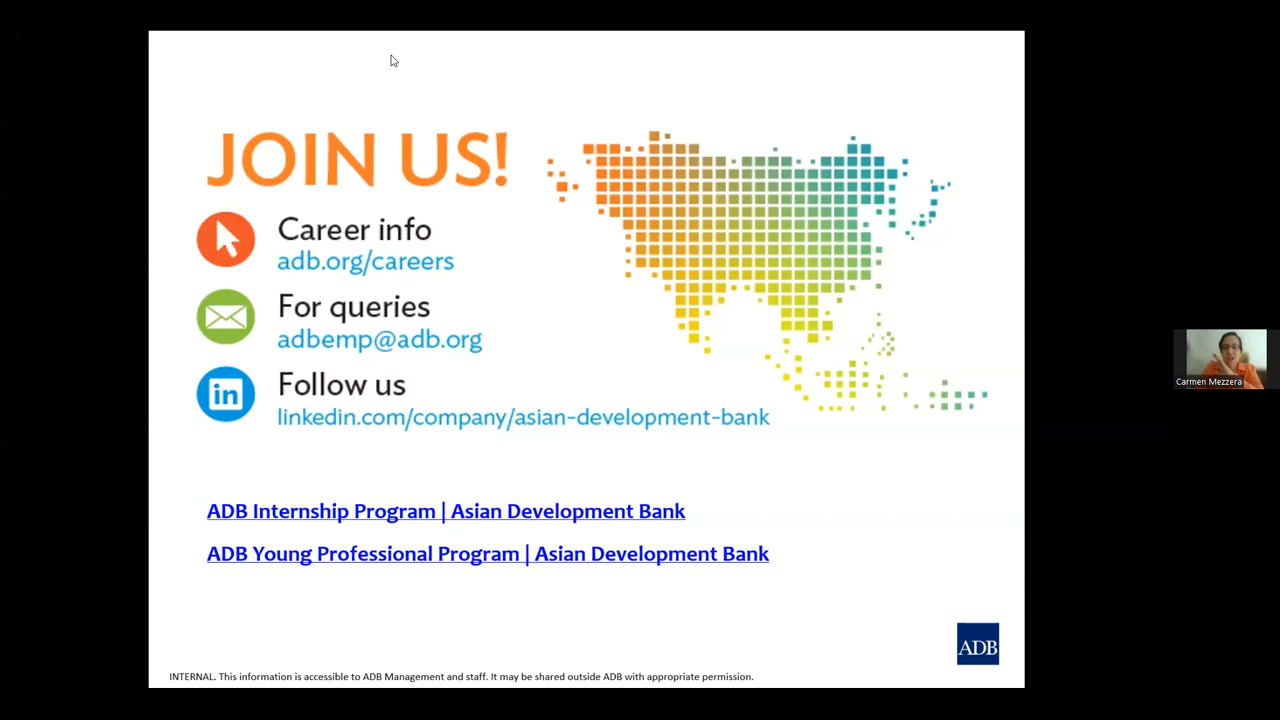 JOIN US!
Career info
adb.org/careers
For queries
adbemp@adb.org
in
Follow us
linkedin.com/company/asian-development-bank
Carmen Mezzera
ADB Internship Program | Asian Development Bank
ADB Young Professional Program | Asian Development Bank
ADB
INTERNAL. This information is accessible to ADB Management and staff. It may be shared outside ADB with appropriate permission.